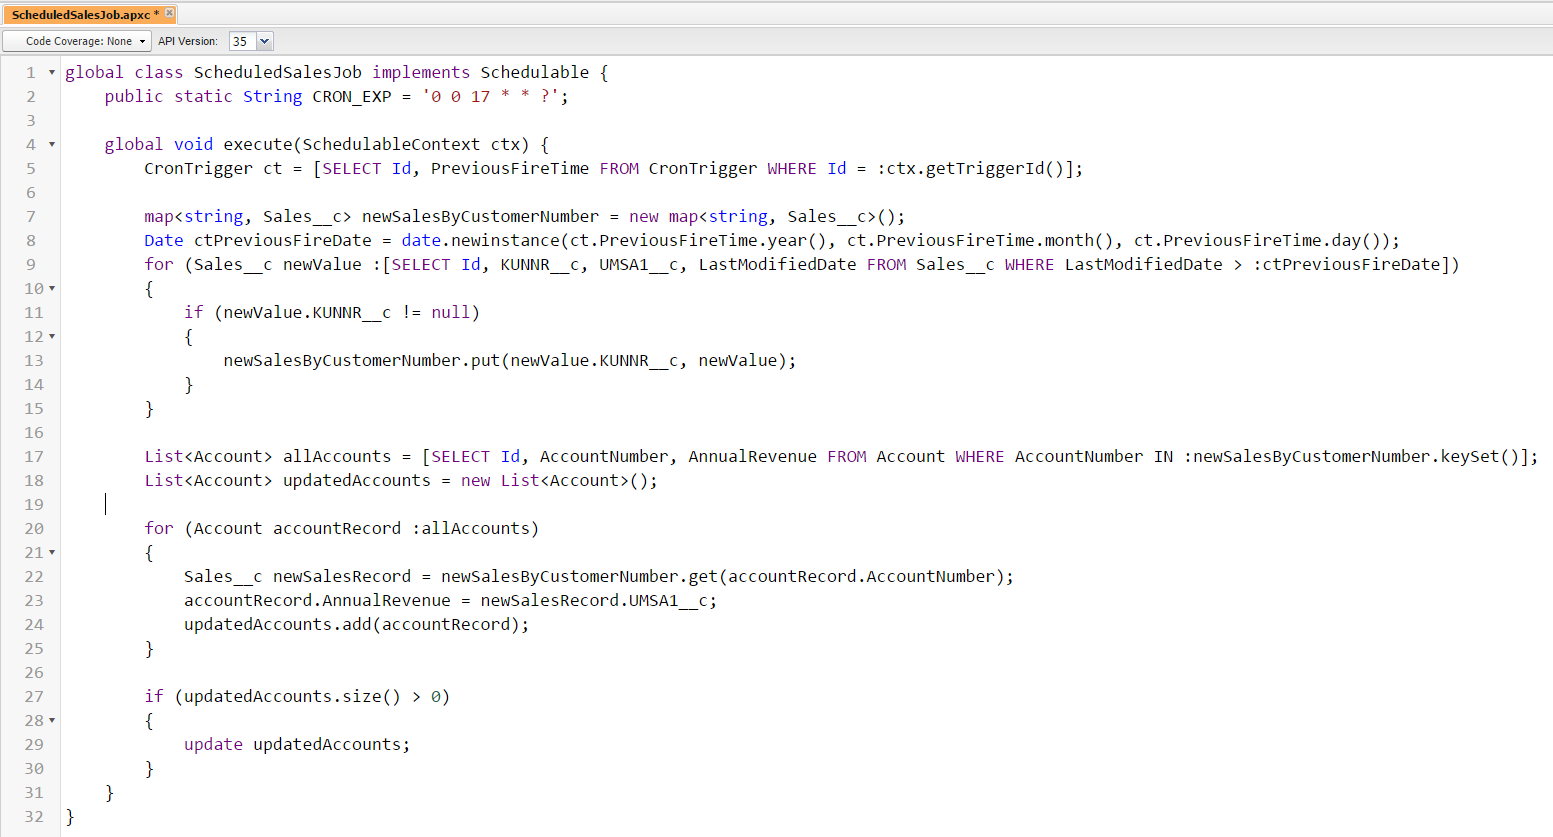 ScheduledSalesJob.apxc *
Code Coverage: None API Version: 35
1 global class ScheduledSalesJob implements Schedulable {
2 public static String CRON_EXP = '0 0 17 * * ?';
3
4 global void execute(SchedulableContext ctx) {
5 CronTrigger ct = [SELECT Id, PreviousFireTime FROM CronTrigger WHERE Id = :ctx.getTriggerId()];
6
7 map<string, Sales__c> newSalesByCustomerNumber = new map<string, Sales__c>();
8 Date ctPreviousFireDate = date.newinstance(ct.PreviousFireTime.year(), ct.PreviousFireTime.month(), ct.PreviousFireTime.day());
9 for (Sales__c newValue :[SELECT Id, KUNNR__c, UMSA1__c, LastModifiedDate FROM Sales__c WHERE LastModifiedDate > :ctPreviousFireDate])
10 {
11 if (newValue.KUNNR__c != null)
12 {
13 newSalesByCustomerNumber.put(newValue.KUNNR__c, newValue);
14 }
15 }
16
17 List<Account> allAccounts = [SELECT Id, AccountNumber, AnnualRevenue FROM Account WHERE AccountNumber IN :newSalesByCustomerNumber.keySet()];
18 List<Account> updatedAccounts = new List<Account>();
19
20 for (Account accountRecord :allAccounts)
21 {
22 Sales__c newSalesRecord = newSalesByCustomerNumber.get(accountRecord.AccountNumber);
23 accountRecord.AnnualRevenue = newSalesRecord.UMSA1__c;
24 updatedAccounts.add(accountRecord);
25 }
26
27 if (updatedAccounts.size() > 0)
28 {
29 update updatedAccounts;
30 }
31 }
32 }